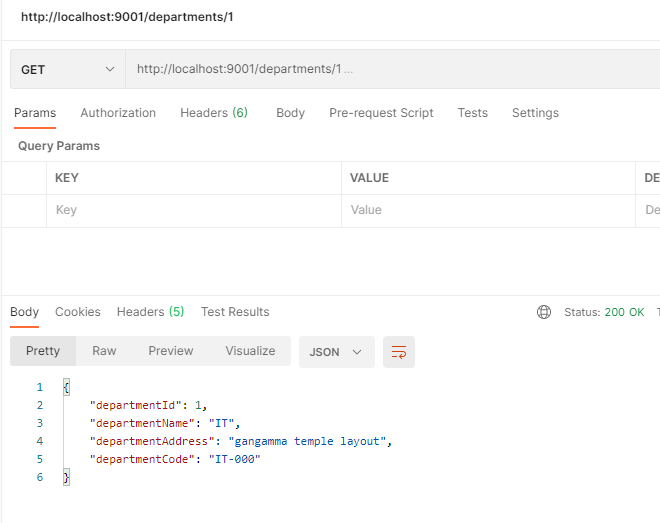 http://localhost:9001/departments/1
GET http://localhost:9001/departments/1 ...
Params Authorization Headers (6) Body Pre-request Script Tests Settings
Query Params
KEY VALUE DE
Key Value De
Body Cookies Headers (5) Test Results Status: 200 OK T
Pretty Raw Preview Visualize JSON
1 {
2 "departmentId": 1,
3 "departmentName": "IT",
4 "departmentAddress": "gangamma temple layout",
5 "departmentCode": "IT-000"
6 }